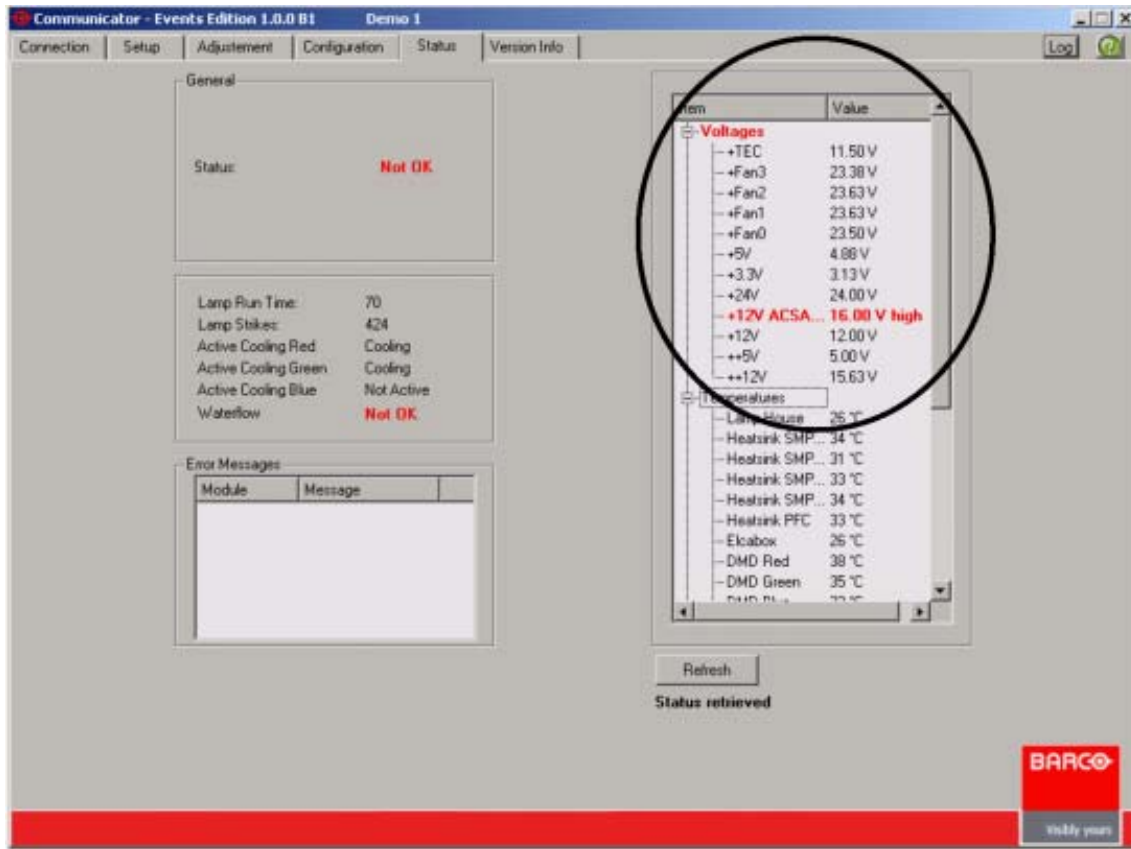 Communicator - Events Edition 1.0.0 B1 Demo 1
Connection Setup Adjustement Configuration Status Version Info Log
General
Status: Not OK
Lamp Run Time: 70
Lamp Strikes: 424
Active Cooling Red Cooling
Active Cooling Green Cooling
Active Cooling Blue Not Active
Waterflow Not OK
Error Messages
Module Message
Item Value
Voltages
+TEC 11.50 V
+Fan3 23.38 V
+Fan2 23.63 V
+Fan1 23.63 V
+Fan0 23.50 V
+5V 4.88 V
+3.3V 3.13 V
+24V 24.00 V
+12V ACSA... 16.00 V high
+12V 12.00 V
++5V 5.00 V
++12V 15.63 V
Temperatures
Lamp House 26 °C
Heatsink SMP... 34 °C
Heatsink SMP... 31 °C
Heatsink SMP... 33 °C
Heatsink SMP... 34 °C
Heatsink PFC 33 °C
Elcabox 26 °C
DMD Red 38 °C
DMD Green 35 °C
Refresh
Status retrieved
BARCO
Visibly yours